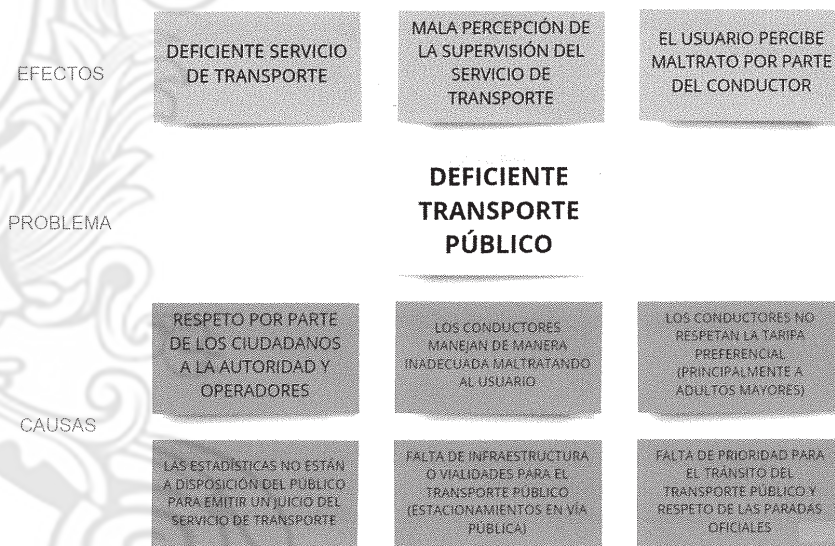 EFECTOS
DEFICIENTE SERVICIO
DE TRANSPORTE
MALA PERCEPCIÓN DE
LA SUPERVISIÓN DEL
SERVICIO DE
TRANSPORTE
EL USUARIO PERCIBE
MALTRATO POR PARTE
DEL CONDUCTOR
PROBLEMA
DEFICIENTE
TRANSPORTE
PÚBLICO
CAUSAS
RESPETO POR PARTE
DE LOS CIUDADANOS
A LA AUTORIDAD Y
OPERADORES
LOS CONDUCTORES
MANEJAN DE MANERA
INADECUADA MALTRATANDO
AL USUARIO
LOS CONDUCTORES NO
RESPETAN LA TARIFA
PREFERENCIAL
(PRINCIPALMENTE A
ADULTOS MAYORES)
LAS ESTADÍSTICAS NO ESTÁN
A DISPOSICIÓN DEL PÚBLICO
PARA EMITIR UN JUICIO DEL
SERVICIO DE TRANSPORTE
FALTA DE INFRAESTRUCTURA
O VIALIDADES PARA EL
TRANSPORTE PÚBLICO
(ESTACIONAMIENTOS EN VÍA
PÚBLICA)
FALTA DE PRIORIDAD PARA
EL TRÁNSITO DEL
TRANSPORTE PÚBLICO Y
RESPETO DE LAS PARADAS
OFICIALES